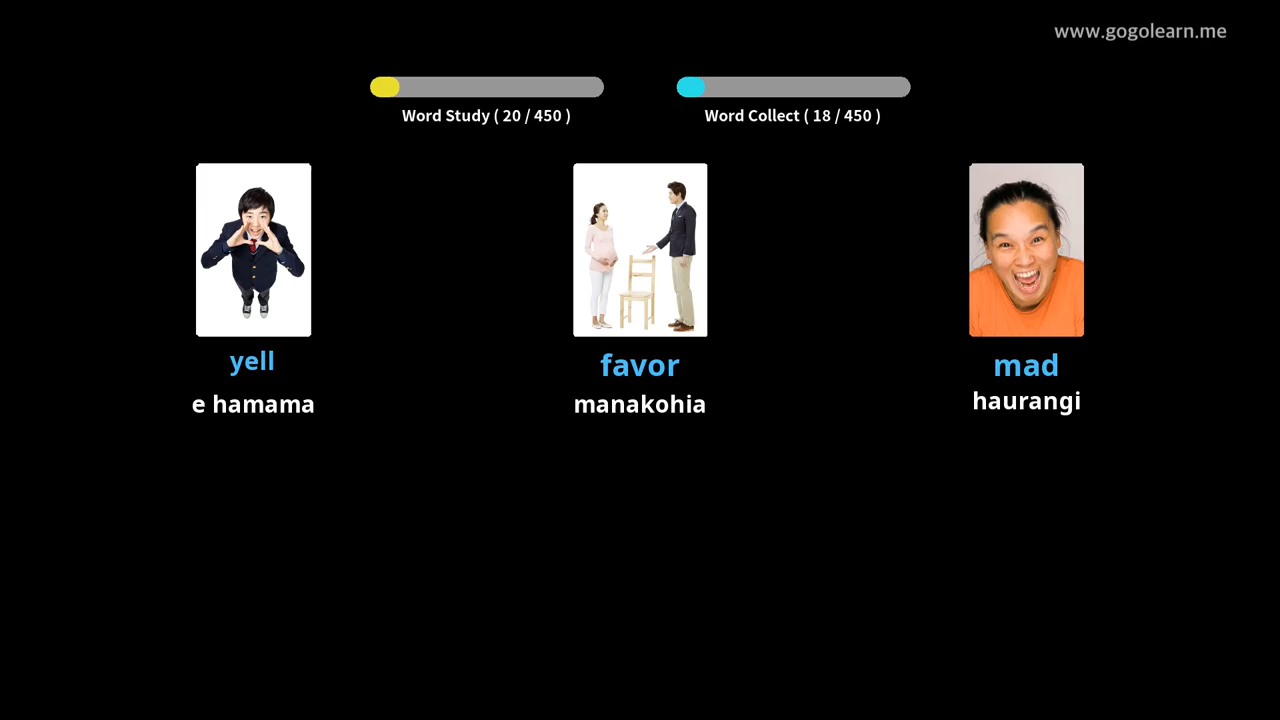 www.gogolearn.me
Word Study ( 20 / 450 )
Word Collect ( 18 / 450 )
yell
favor
mad
e hamama
manakohia
haurangi